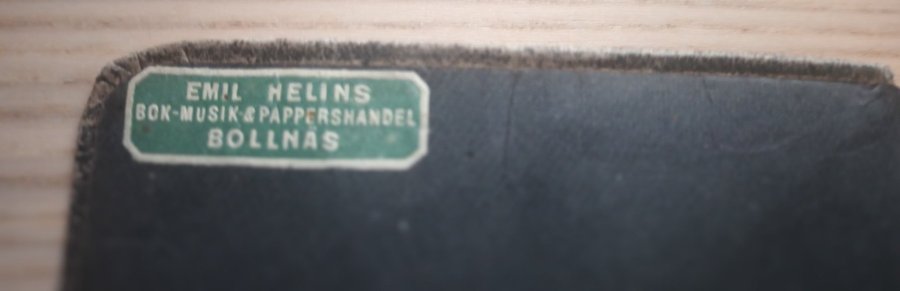 EMIL HELINS
BOK-MUSIK & PAPPERSHANDEL
BOLLNÄS